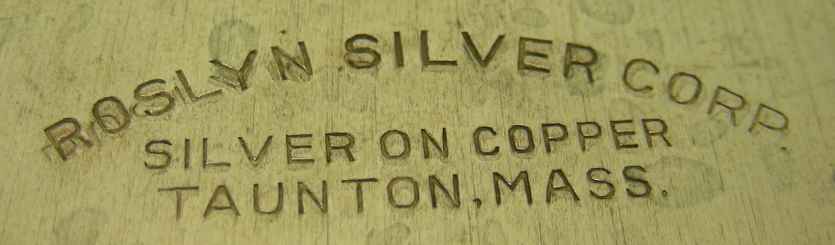 ROSLYN SILVER CORP.
SILVER ON COPPER
TAUNTON, MASS.